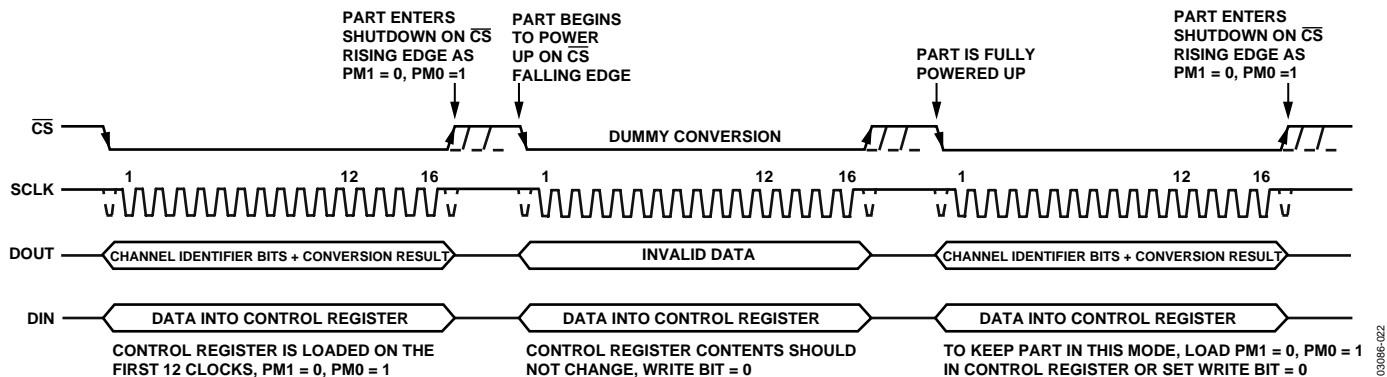 PART ENTERS
SHUTDOWN ON CS
RISING EDGE AS
PM1 = 0, PM0 =1
PART BEGINS
TO POWER
UP ON CS
FALLING EDGE
PART IS FULLY
POWERED UP
PART ENTERS
SHUTDOWN ON CS
RISING EDGE AS
PM1 = 0, PM0 =1
CS
DUMMY CONVERSION
SCLK
1 12 16 1 12 16 1 12 16
DOUT
CHANNEL IDENTIFIER BITS + CONVERSION RESULT
INVALID DATA
CHANNEL IDENTIFIER BITS + CONVERSION RESULT
DIN
DATA INTO CONTROL REGISTER
DATA INTO CONTROL REGISTER
DATA INTO CONTROL REGISTER
CONTROL REGISTER IS LOADED ON THE
FIRST 12 CLOCKS, PM1 = 0, PM0 = 1
CONTROL REGISTER CONTENTS SHOULD
NOT CHANGE, WRITE BIT = 0
TO KEEP PART IN THIS MODE, LOAD PM1 = 0, PM0 = 1
IN CONTROL REGISTER OR SET WRITE BIT = 0
03086-022